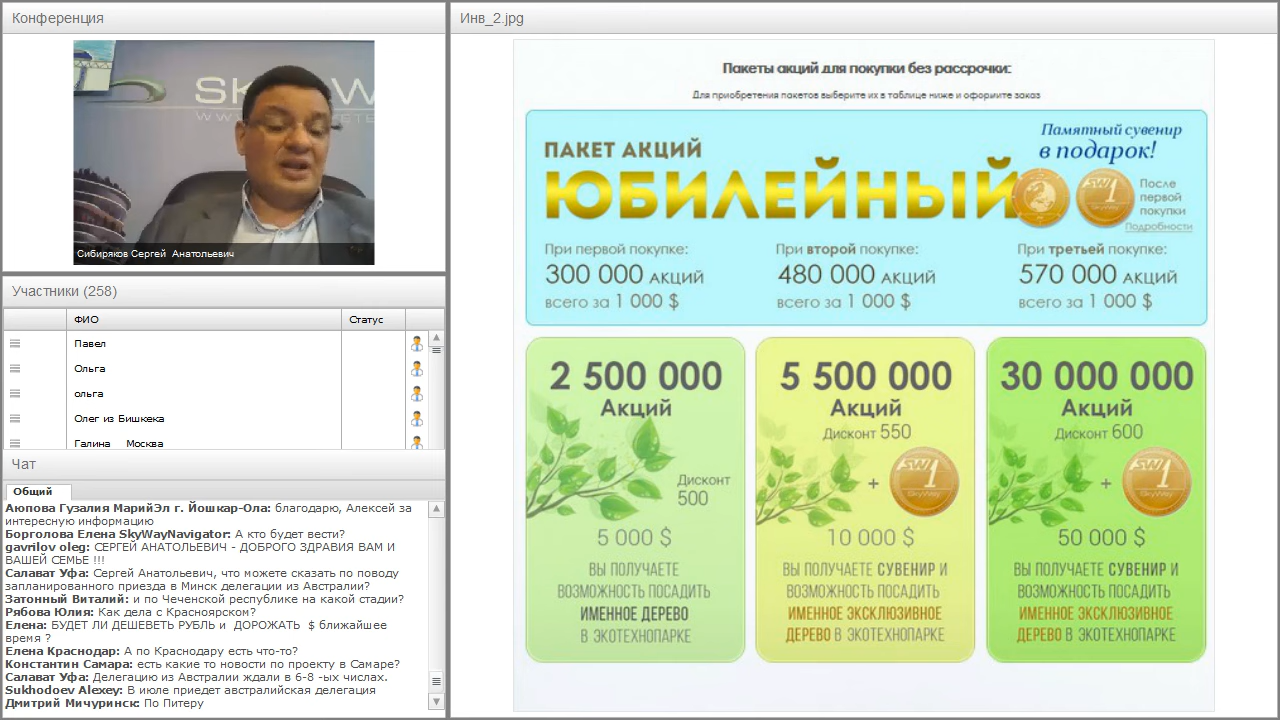 Конференция
SKYW
Сибиряков Сергей Анатольевич
Участники (258)
ФИО
Статус
Павел
Ольга
ольга
Олег из Бишкека
Галина Москва
Чат
Общий
Аюпова Гузалия МарийЭл г. Йошкар-Ола: благодарю, Алексей за
интересную информацию
Борголова Елена SkyWayNavigator: А кто будет вести?
gavrilov oleg: СЕРГЕЙ АНАТОЛЬЕВИЧ - ДОБРОГО ЗДРАВИЯ ВАМ И
ВАШЕЙ СЕМЬЕ !!!
Салават Уфа: Сергей Анатольевич, что можете сказать по поводу
запланированного приезда в Минск делегации из Австралии?
Затонный Виталий: и по Чеченской республике на какой стадии?
Рябова Юлия: Как дела с Красноярском?
Елена: БУДЕТ ЛИ ДЕШЕВЕТЬ РУБЛЬ и ДОРОЖАТЬ $ ближайшее
время ?
Елена Краснодар: А по Краснодару есть что-то?
Константин Самара: есть какие то новости по проекту в Самаре?
Салават Уфа: Делегацию из Австралии ждали в 6-8 -ых числах.
Sukhodoev Alexey: В июле приедет австралийская делегация
Дмитрий Мичуринск: По Питеру
Инв_2.jpg
Пакеты акций для покупки без рассрочки:
Для приобретения пакетов выберите их в таблице ниже и оформите заказ
ПАКЕТ АКЦИЙ
ЮБИЛЕЙНЫЙ
Памятный сувенир
в подарок!
SW1
SkyWay
После
первой
покупки
Подробности
При первой покупке:
300 000 АКЦИЙ
всего за 1 000 $
При второй покупке:
480 000 АКЦИЙ
всего за 1 000 $
При третьей покупке:
570 000 АКЦИЙ
всего за 1 000 $
2 500 000
Акций
Дисконт
500
5 000 $
ВЫ ПОЛУЧАЕТЕ
ВОЗМОЖНОСТЬ ПОСАДИТЬ
ИМЕННОЕ ДЕРЕВО
В ЭКОТЕХНОПАРКЕ
5 500 000
Акций
Дисконт 550
+
SW1
SkyWay
10 000 $
ВЫ ПОЛУЧАЕТЕ СУВЕНИР И
ВОЗМОЖНОСТЬ ПОСАДИТЬ
ИМЕННОЕ ЭКСКЛЮЗИВНОЕ
ДЕРЕВО В ЭКОТЕХНОПАРКЕ
30 000 000
Акций
Дисконт 600
+
SW1
SkyWay
50 000 $
ВЫ ПОЛУЧАЕТЕ СУВЕНИР И
ВОЗМОЖНОСТЬ ПОСАДИТЬ
ИМЕННОЕ ЭКСКЛЮЗИВНОЕ
ДЕРЕВО В ЭКОТЕХНОПАРКЕ